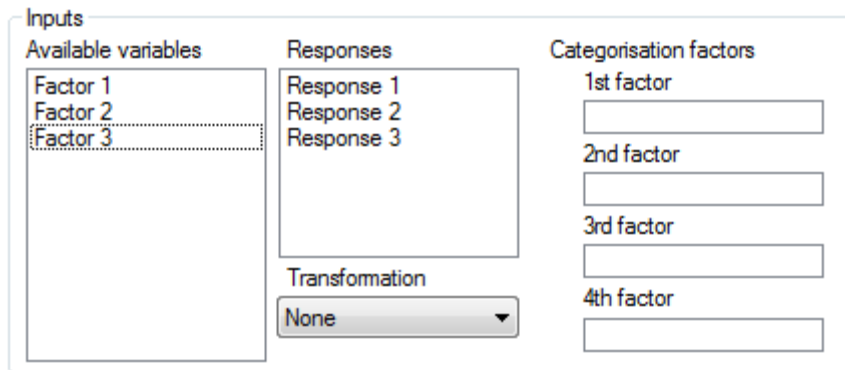 Inputs
Available variables
Factor 1
Factor 2
Factor 3
Responses
Response 1
Response 2
Response 3
Transformation
None
Categorisation factors
1st factor
2nd factor
3rd factor
4th factor